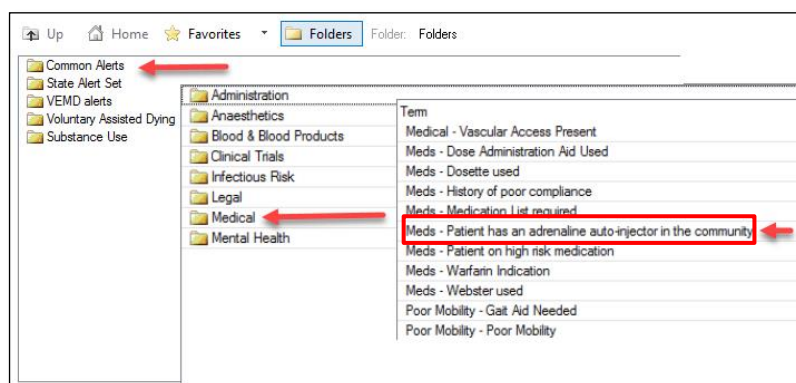 Up Home Favorites Folders Folder: Folders
Common Alerts
State Alert Set
VEMD alerts
Voluntary Assisted Dying
Substance Use
Administration
Anaesthetics
Blood & Blood Products
Clinical Trials
Infectious Risk
Legal
Medical
Mental Health
Term
Medical - Vascular Access Present
Meds - Dose Administration Aid Used
Meds - Dosette used
Meds - History of poor compliance
Meds - Medication List required
Meds - Patient has an adrenaline auto-injector in the community
Meds - Patient on high risk medication
Meds - Warfarin Indication
Meds - Webster used
Poor Mobility - Gait Aid Needed
Poor Mobility - Poor Mobility